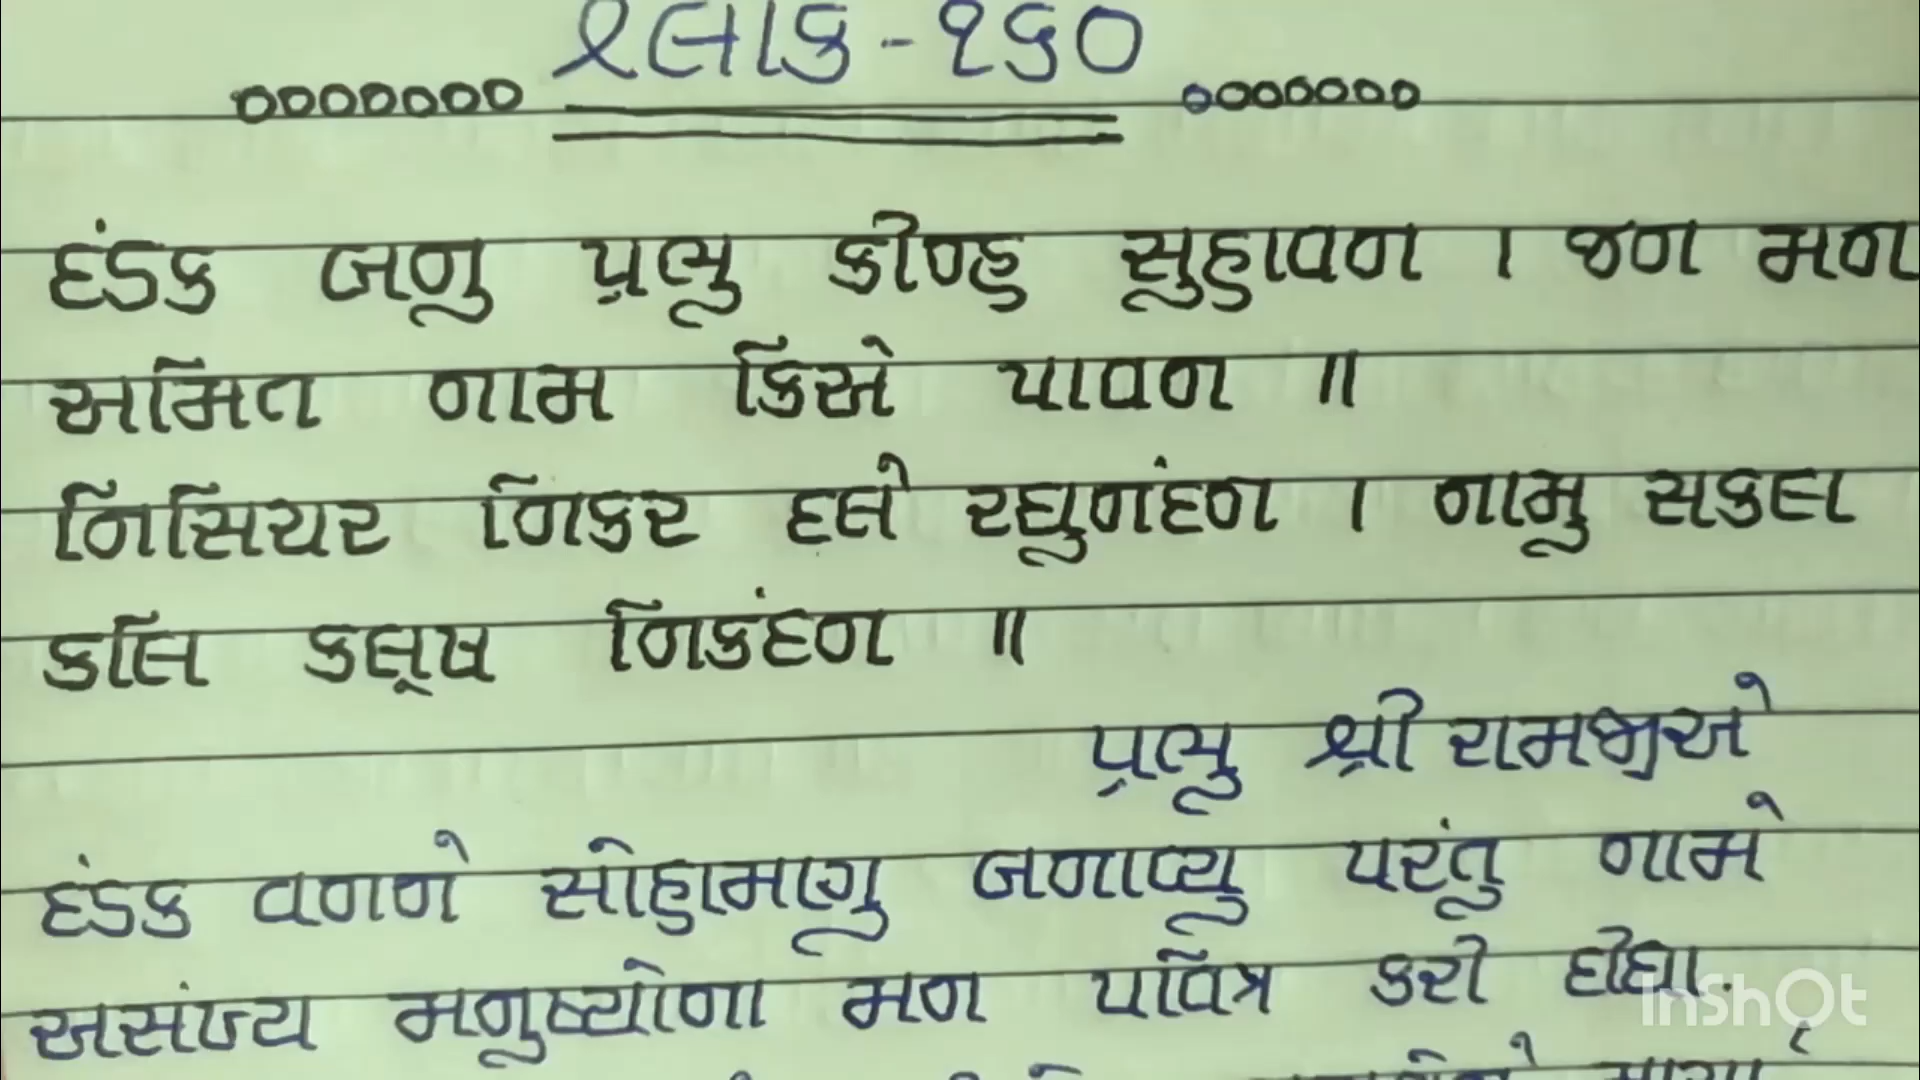 શ્લોક - ૧૬૦
દંડક બનુ પ્રભુ કીન્હ સુહાવન । જન મન
અમિત નામ કિએ પાવન ॥
નિસિચર નિકર દલે રઘુનંદન । નામુ સકલ
કલિ કલૂષ નિકંદન ॥
પ્રભુ શ્રી રામજીએ
દંડક વનને સોહામણુ બનાવ્યુ પરંતુ નામે
અસંખ્ય મનુષ્યોના મન પવિત્ર કરી દીધા.
InShOt